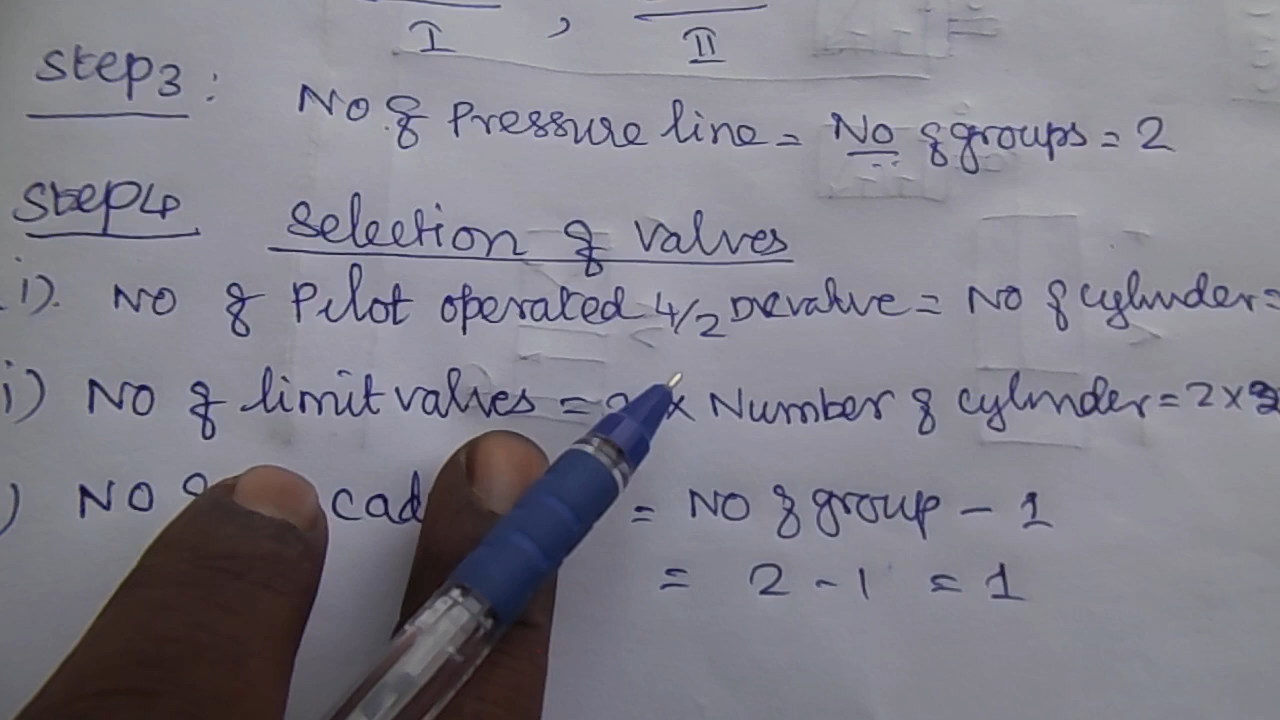 I , II
Step3: No of Pressure line = No of groups = 2
Step4 Selection of valves
i). No of Pilot operated 4/2 DC valve = No of cylinder =
i) No of limit valves = 2 x Number of cylinder = 2 x
) No cad = No of group - 1
= 2 - 1 = 1